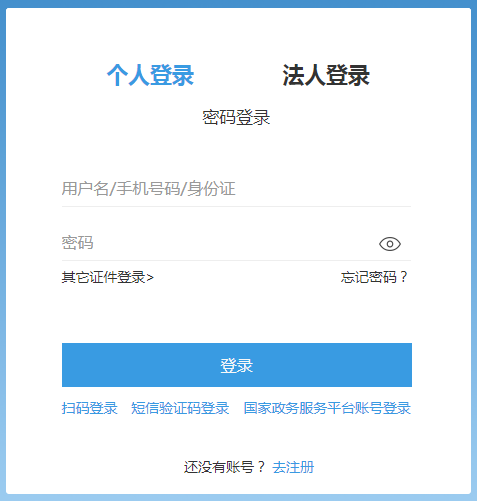 个人登录 法人登录
密码登录
用户名/手机号码/身份证
密码
其它证件登录> 忘记密码？
登录
扫码登录 短信验证码登录 国家政务服务平台账号登录
还没有账号？ 去注册